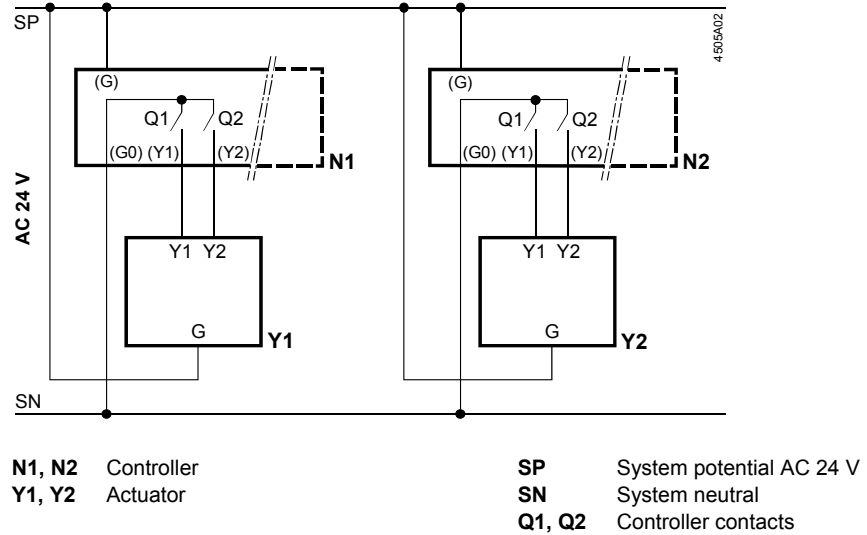 SP
4505A02
(G)
(G)
Q1 Q2
Q1 Q2
(G0) (Y1) (Y2) N1
(G0) (Y1) (Y2) N2
AC 24 V
Y1 Y2
Y1 Y2
G Y1
G Y2
SN
N1, N2 Controller
Y1, Y2 Actuator
SP System potential AC 24 V
SN System neutral
Q1, Q2 Controller contacts